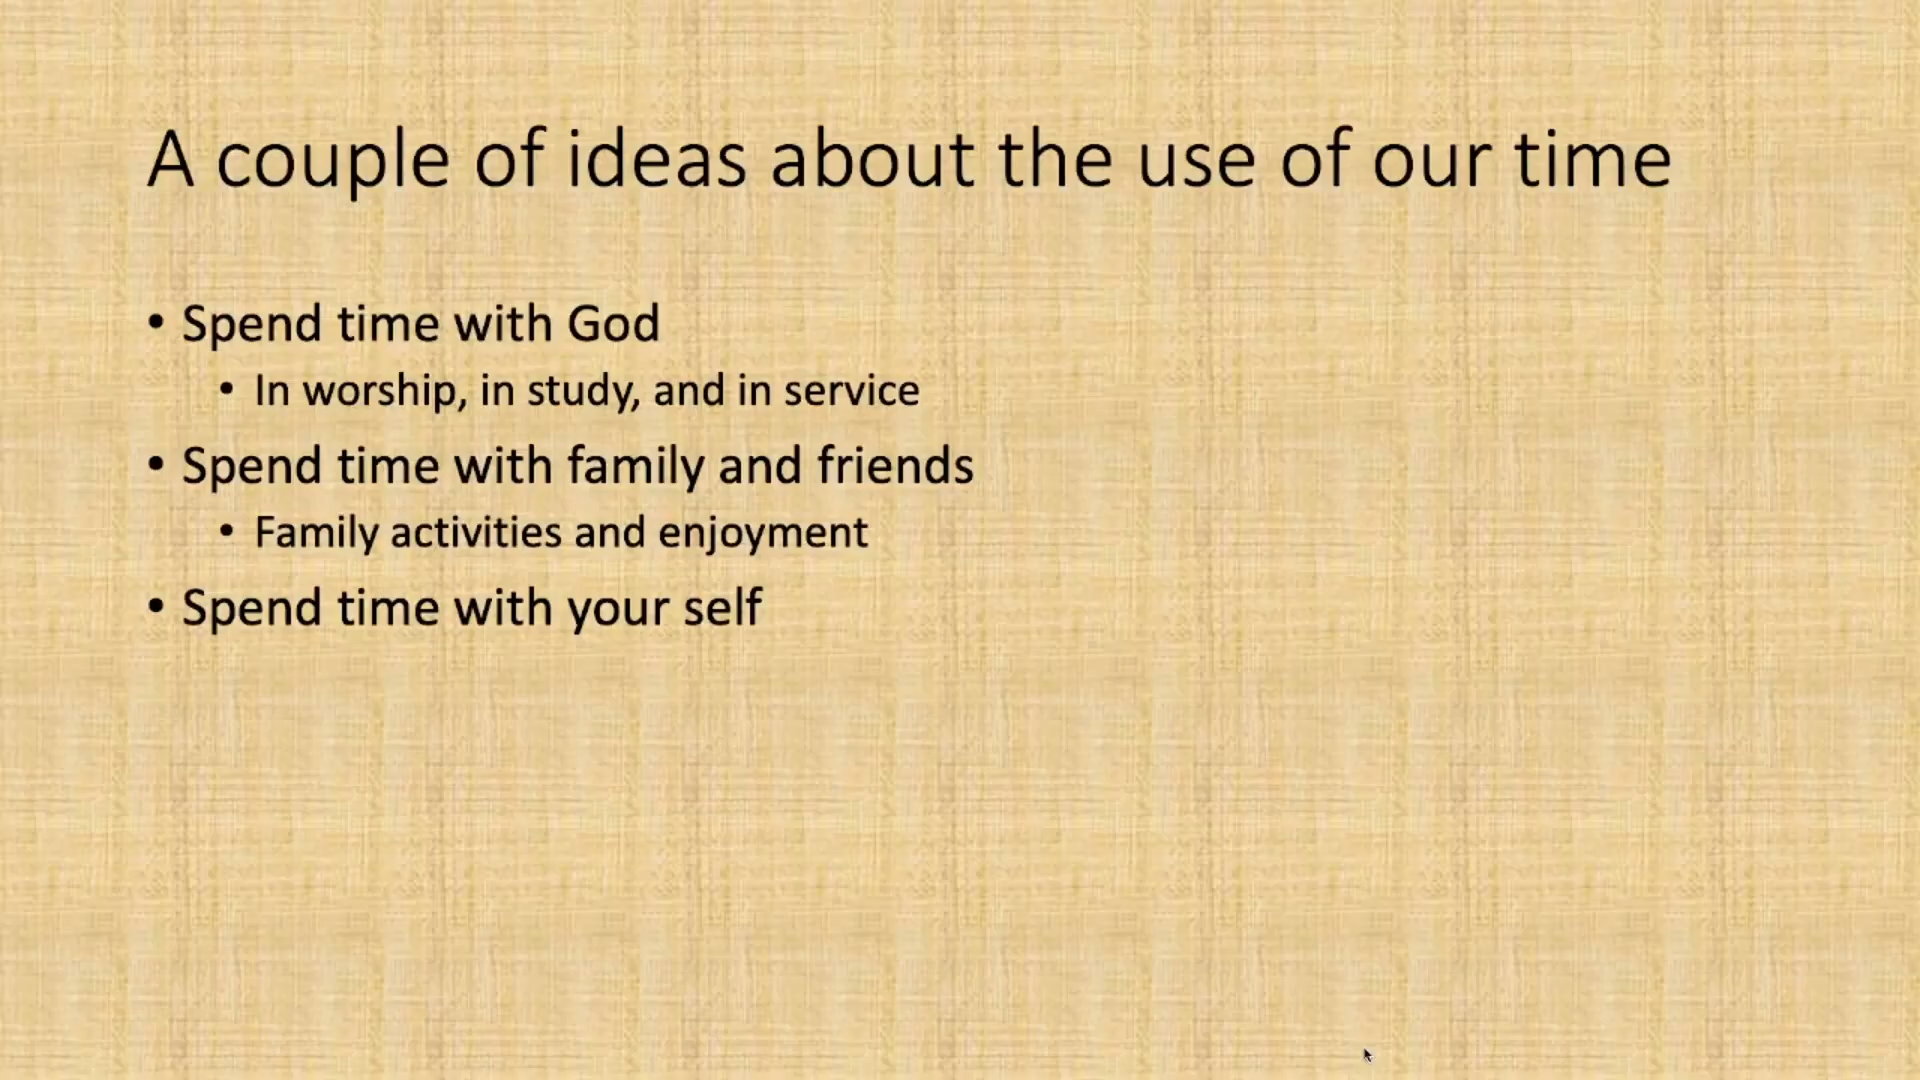 A couple of ideas about the use of our time
• Spend time with God
• In worship, in study, and in service
• Spend time with family and friends
• Family activities and enjoyment
• Spend time with your self